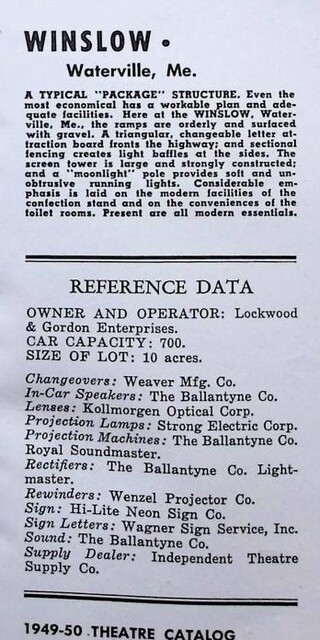 WINSLOW •
Waterville, Me.
A TYPICAL "PACKAGE" STRUCTURE. Even the
most economical has a workable plan and ade-
quate facilities. Here at the WINSLOW, Water-
ville, Me., the ramps are orderly and surfaced
with gravel. A triangular, changeable letter at-
traction board fronts the highway; and sectional
fencing creates light baffles at the sides. The
screen tower is large and strongly constructed;
and a "moonlight" pole provides soft and un-
obtrusive running lights. Considerable em-
phasis is laid on the modern facilities of the
confection stand and on the conveniences of the
toilet rooms. Present are all modern essentials.
REFERENCE DATA
OWNER AND OPERATOR: Lockwood
& Gordon Enterprises.
CAR CAPACITY: 700.
SIZE OF LOT: 10 acres.
Changeovers: Weaver Mfg. Co.
In-Car Speakers: The Ballantyne Co.
Lenses: Kollmorgen Optical Corp.
Projection Lamps: Strong Electric Corp.
Projection Machines: The Ballantyne Co.
Royal Soundmaster.
Rectifiers: The Ballantyne Co. Light-
master.
Rewinders: Wenzel Projector Co.
Sign: Hi-Lite Neon Sign Co.
Sign Letters: Wagner Sign Service, Inc.
Sound: The Ballantyne Co.
Supply Dealer: Independent Theatre
Supply Co.
1949-50 THEATRE CATALOG